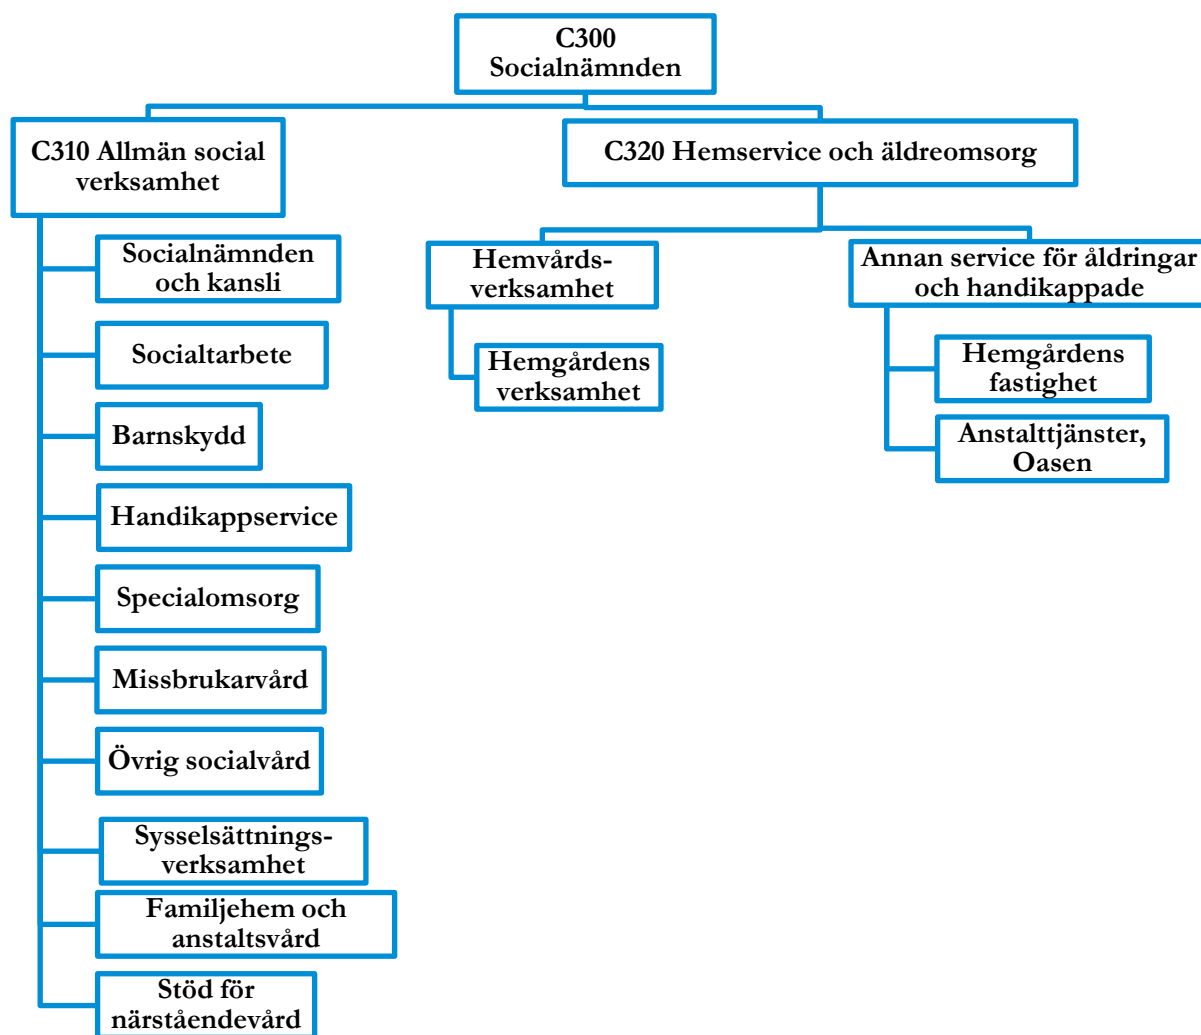 C300
Socialnämnden
C310 Allmän social
verksamhet
Socialnämnden
och kansli
Socialtarbete
Barnskydd
Handikappservice
Specialomsorg
Missbrukarvård
Övrig socialvård
Sysselsättnings-
verksamhet
Familjehem och
anstaltsvård
Stöd för
närståendevård
C320 Hemservice och äldreomsorg
Hemvårds-
verksamhet
Hemgårdens
verksamhet
Annan service för åldringar
och handikappade
Hemgårdens
fastighet
Anstalttjänster,
Oasen